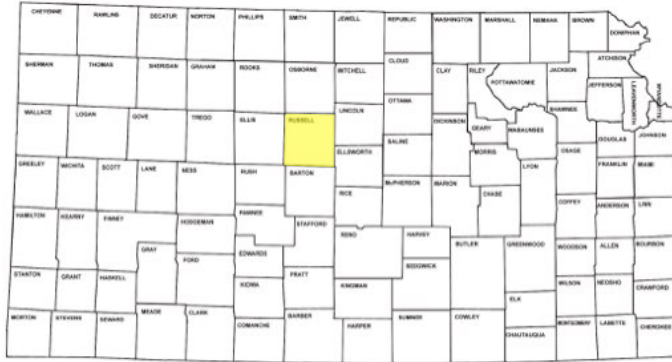 CHEYENNE RAWLINS DECATUR NORTON PHILLIPS SMITH JEWELL REPUBLIC WASHINGTON MARSHALL NEMAHA BROWN DONIPHAN
SHERMAN THOMAS SHERIDAN GRAHAM ROOKS OSBORNE MITCHELL CLOUD CLAY RILEY POTTAWATOMIE JACKSON ATCHISON
JEFFERSON LEAVENWORTH WYANDOTTE
WALLACE LOGAN GOVE TREGO ELLIS RUSSELL LINCOLN OTTAWA DICKINSON GEARY WABAUNSEE SHAWNEE DOUGLAS JOHNSON
ELLSWORTH SALINE MORRIS OSAGE
GREELEY WICHITA SCOTT LANE NESS RUSH BARTON RICE McPHERSON MARION CHASE LYON FRANKLIN MIAMI
HAMILTON KEARNY FINNEY HODGEMAN PAWNEE STAFFORD COFFEY ANDERSON LINN
GRAY FORD EDWARDS RENO HARVEY BUTLER GREENWOOD WOODSON ALLEN BOURBON
STANTON GRANT HASKELL KIOWA PRATT KINGMAN SEDGWICK ELK WILSON NEOSHO CRAWFORD
MORTON STEVENS SEWARD MEADE CLARK COMANCHE BARBER HARPER SUMNER COWLEY CHAUTAUQUA MONTGOMERY LABETTE CHEROKEE